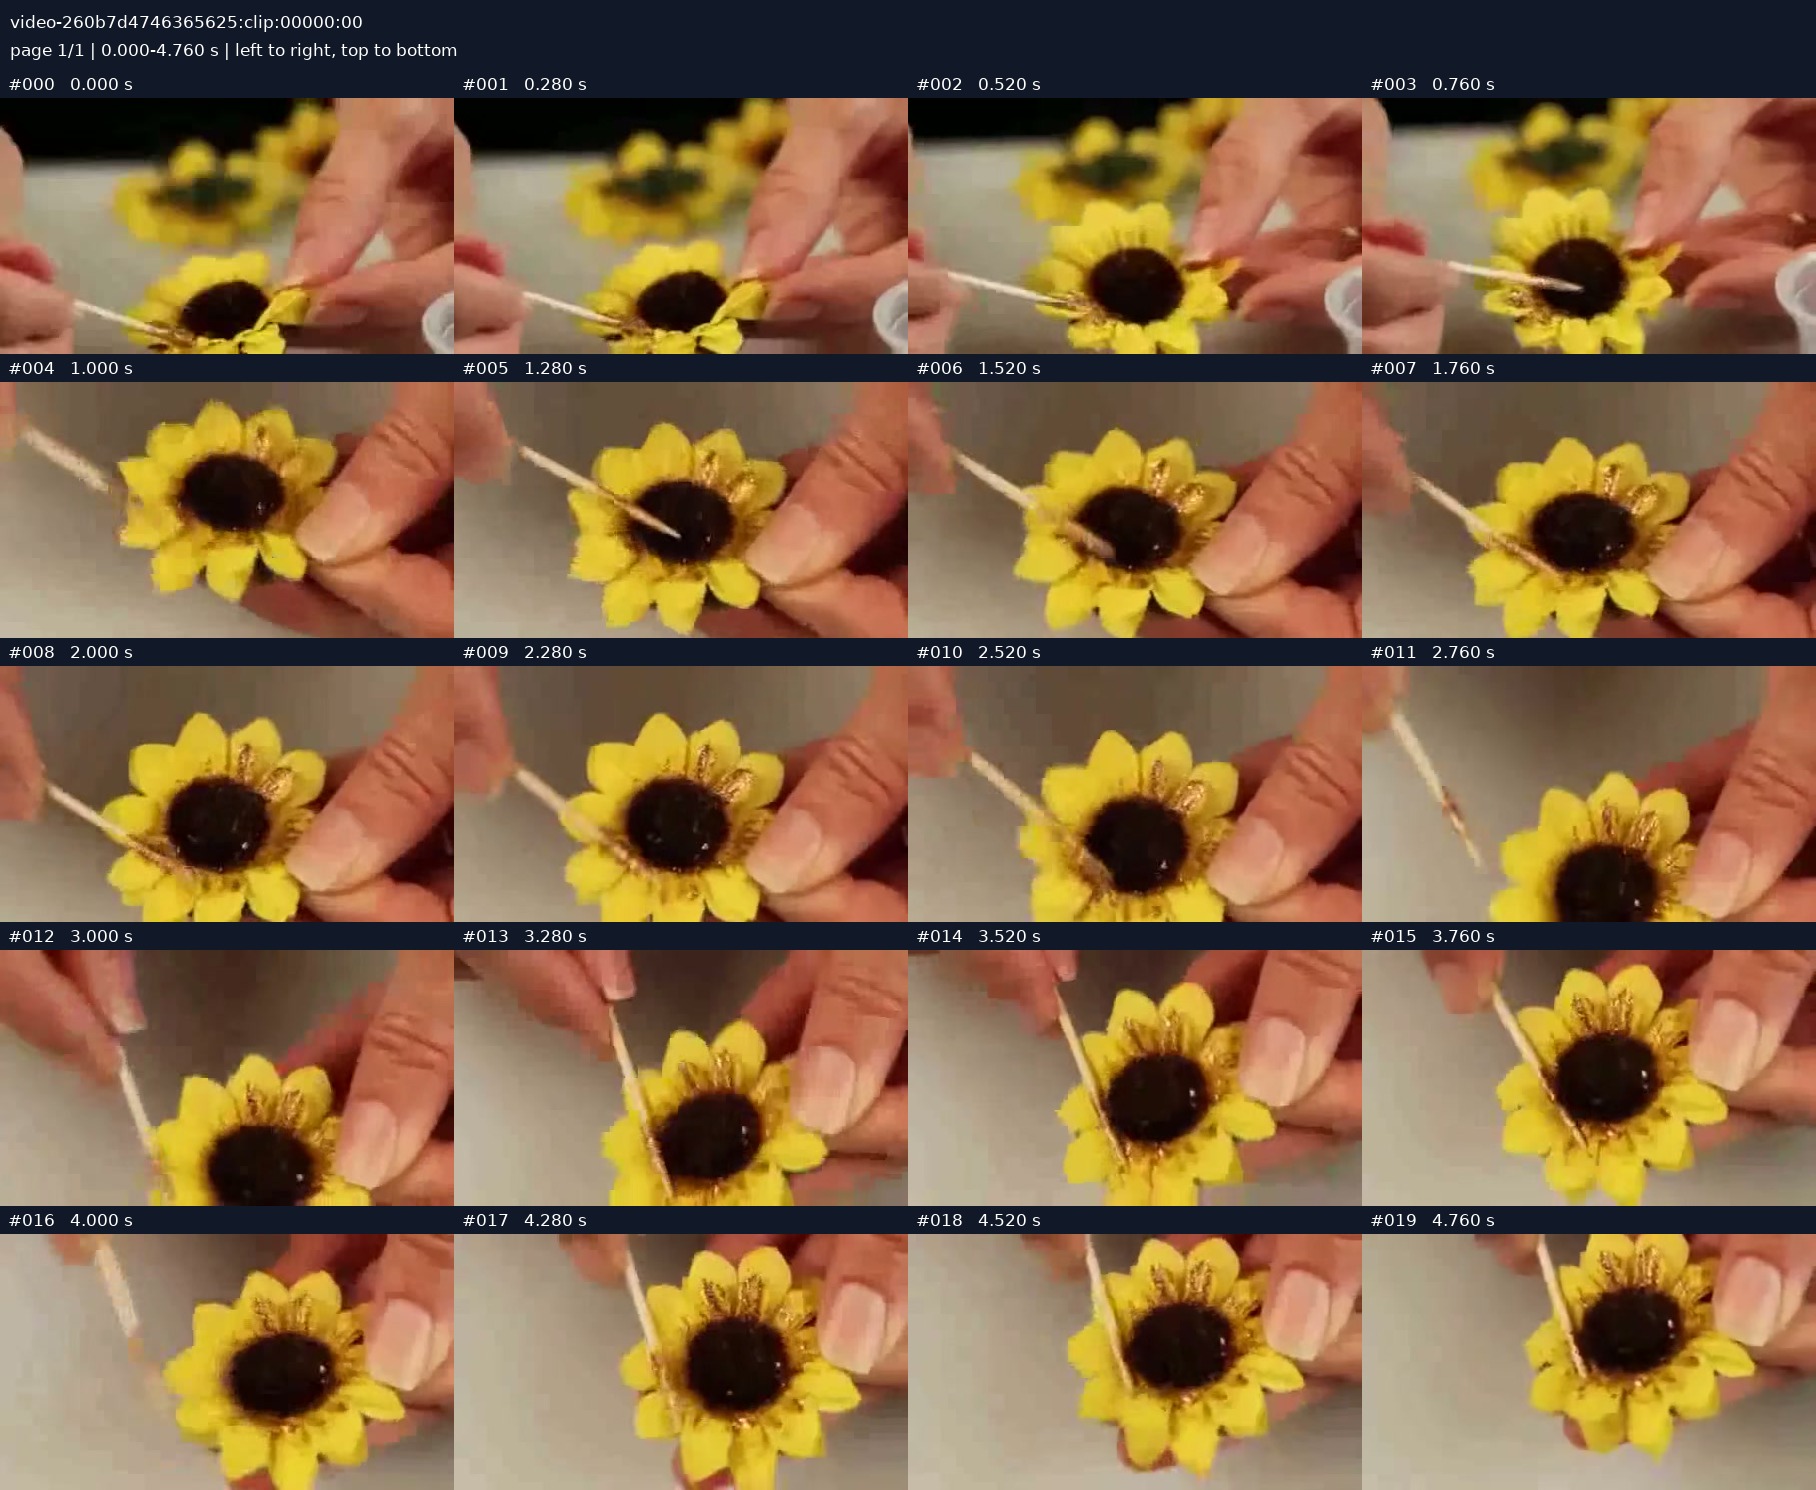 video-260b7d4746365625:clip:00000:00
page 1/1 | 0.000-4.760 s | left to right, top to bottom
#000 0.000 s
#001 0.280 s
#002 0.520 s
#003 0.760 s
#004 1.000 s
#005 1.280 s
#006 1.520 s
#007 1.760 s
#008 2.000 s
#009 2.280 s
#010 2.520 s
#011 2.760 s
#012 3.000 s
#013 3.280 s
#014 3.520 s
#015 3.760 s
#016 4.000 s
#017 4.280 s
#018 4.520 s
#019 4.760 s